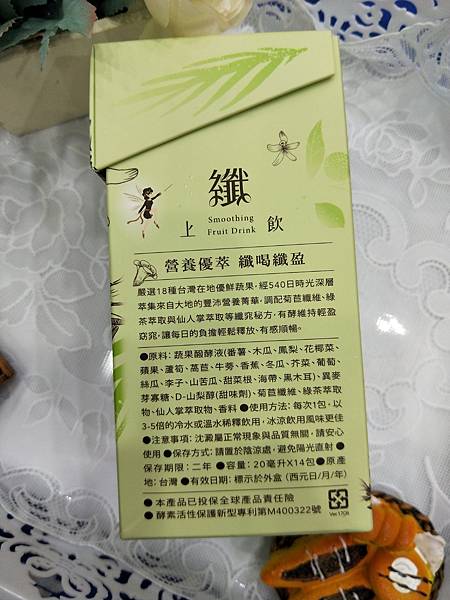 纖
上 Smoothing Fruit Drink 飲
營養優萃 纖喝纖盈
嚴選18種台灣在地優鮮蔬果,經540日時光深層
萃集來自大地的豐沛營養菁華,調配菊苣纖維、綠
茶萃取與仙人掌萃取等纖窕秘方,有酵維持輕盈
窈窕,讓每日的負擔輕鬆釋放、有感順暢。
●原料:蔬果醱酵液(番薯、木瓜、鳳梨、花椰菜、
蘋果、蘆筍、萵苣、牛蒡、香蕉、冬瓜、芥菜、葡萄、
絲瓜、李子、山苦瓜、甜菜根、海帶、黑木耳)、異麥
芽寡糖、D-山梨醇(甜味劑)、菊苣纖維、綠茶萃取
物、仙人掌萃取物、香料 ●使用方法:每次1包,以
3-5倍的冷水或溫水稀釋飲用,冰涼飲用風味更佳
●注意事項:沈澱屬正常現象與品質無關,請安心
使用 ●保存方式:請置於陰涼處,避免陽光直射 ●
保存期限:二年 ●容量:20毫升X14包 ●原產
地:台灣 ●有效日期:標示於外盒 (西元日/月/年)
● 本產品已投保全球產品責任險
● 酵素活性保護新型專利第M400322號
Ver.1708